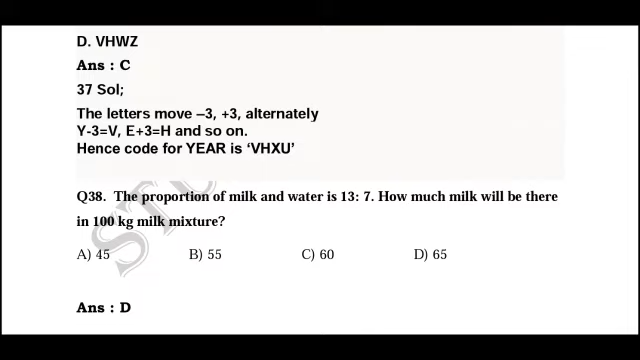 D. VHWZ
Ans : C
37 Sol;
The letters move –3, +3, alternately
Y-3=V, E+3=H and so on.
Hence code for YEAR is ‘VHXU’
Q38. The proportion of milk and water is 13: 7. How much milk will be there
in 100 kg milk mixture?
A) 45 B) 55 C) 60 D) 65
Ans : D